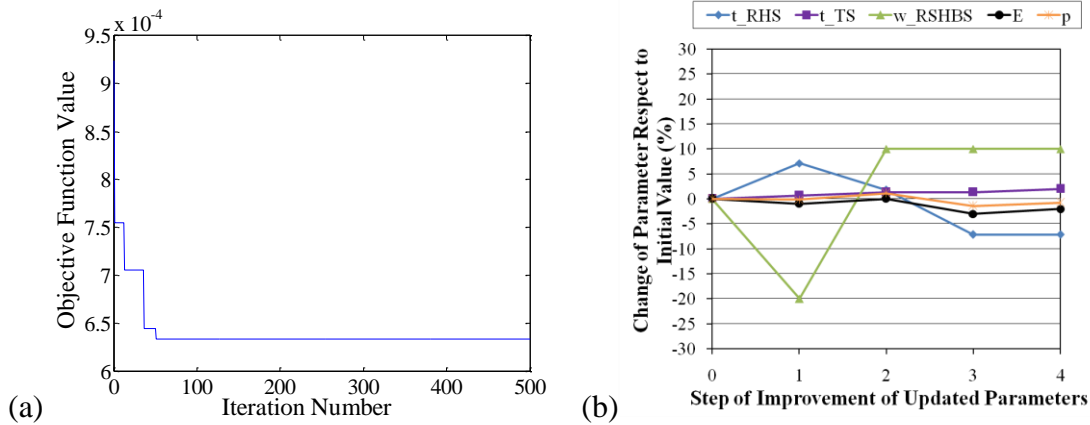 x 10⁻⁴
9.5
9
8.5
8
7.5
7
6.5
6
Objective Function Value
0 100 200 300 400 500
Iteration Number
(a)
t_RHS t_TS w_RSHBS E p
30
25
20
15
10
5
0
-5
-10
-15
-20
-25
-30
Change of Parameter Respect to
Initial Value (%)
0 1 2 3 4
Step of Improvement of Updated Parameters
(b)